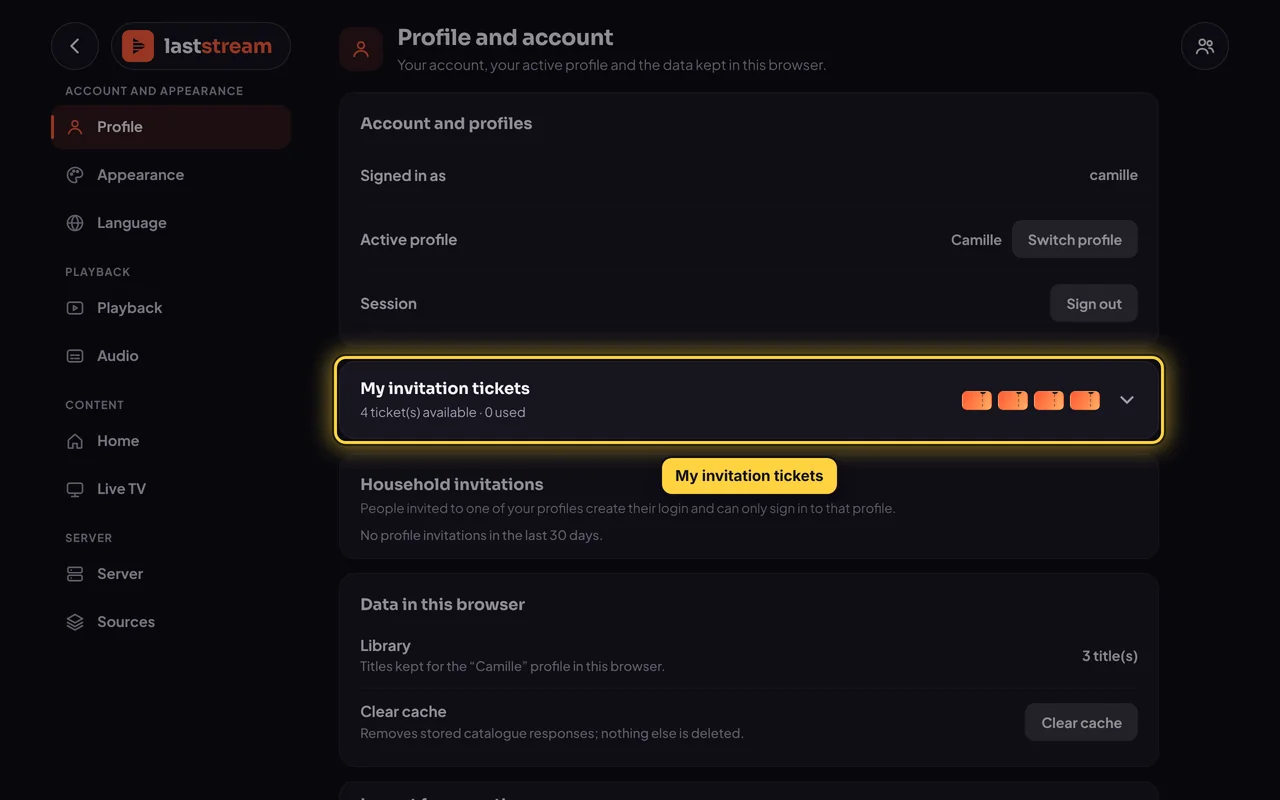 laststream
ACCOUNT AND APPEARANCE
Profile
Appearance
Language
PLAYBACK
Playback
Audio
CONTENT
Home
Live TV
SERVER
Server
Sources
Profile and account
Your account, your active profile and the data kept in this browser.
Account and profiles
Signed in as camille
Active profile Camille Switch profile
Session Sign out
My invitation tickets
4 ticket(s) available · 0 used
My invitation tickets
Household invitations
People invited to one of your profiles create their login and can only sign in to that profile.
No profile invitations in the last 30 days.
Data in this browser
Library
Titles kept for the “Camille” profile in this browser.
3 title(s)
Clear cache
Removes stored catalogue responses; nothing else is deleted.
Clear cache